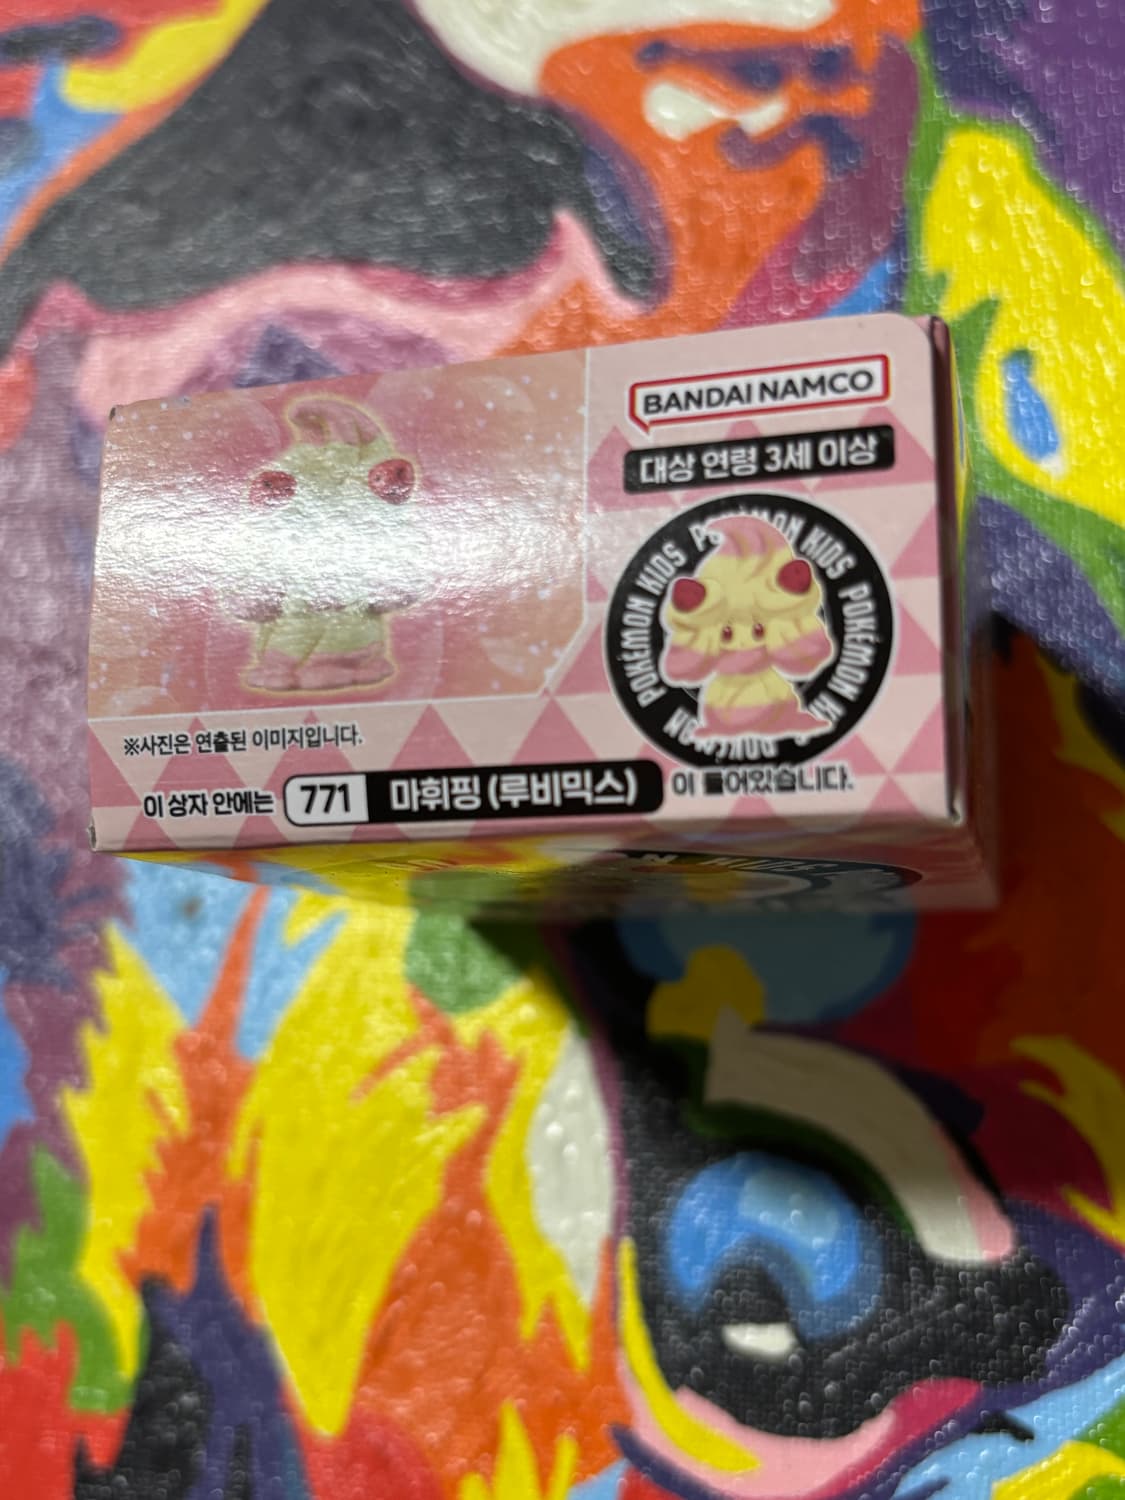 BANDAI NAMCO
대상 연령 3세 이상
POKÉMON KIDS POKÉMON KIDS POKÉMON
※사진은 연출된 이미지입니다.
이 상자 안에는 771 마휘핑 (루비믹스) 이 들어있습니다.